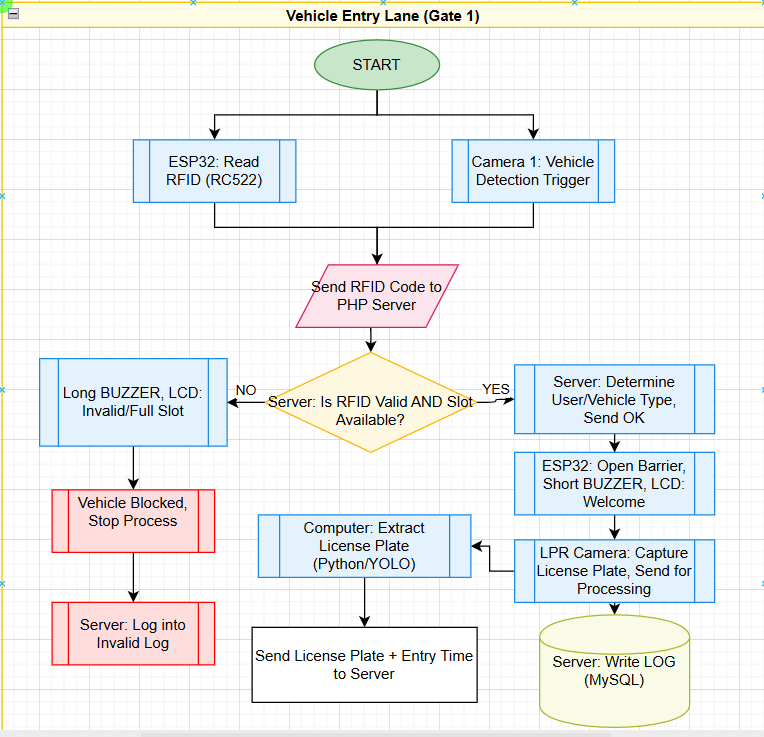 Vehicle Entry Lane (Gate 1)
START
ESP32: Read
RFID (RC522)
Camera 1: Vehicle
Detection Trigger
Send RFID Code to
PHP Server
Server: Is RFID Valid AND Slot
Available?
NO
YES
Long BUZZER, LCD:
Invalid/Full Slot
Vehicle Blocked,
Stop Process
Server: Log into
Invalid Log
Server: Determine
User/Vehicle Type,
Send OK
ESP32: Open Barrier,
Short BUZZER, LCD:
Welcome
LPR Camera: Capture
License Plate, Send for
Processing
Computer: Extract
License Plate
(Python/YOLO)
Send License Plate + Entry Time
to Server
Server: Write LOG
(MySQL)